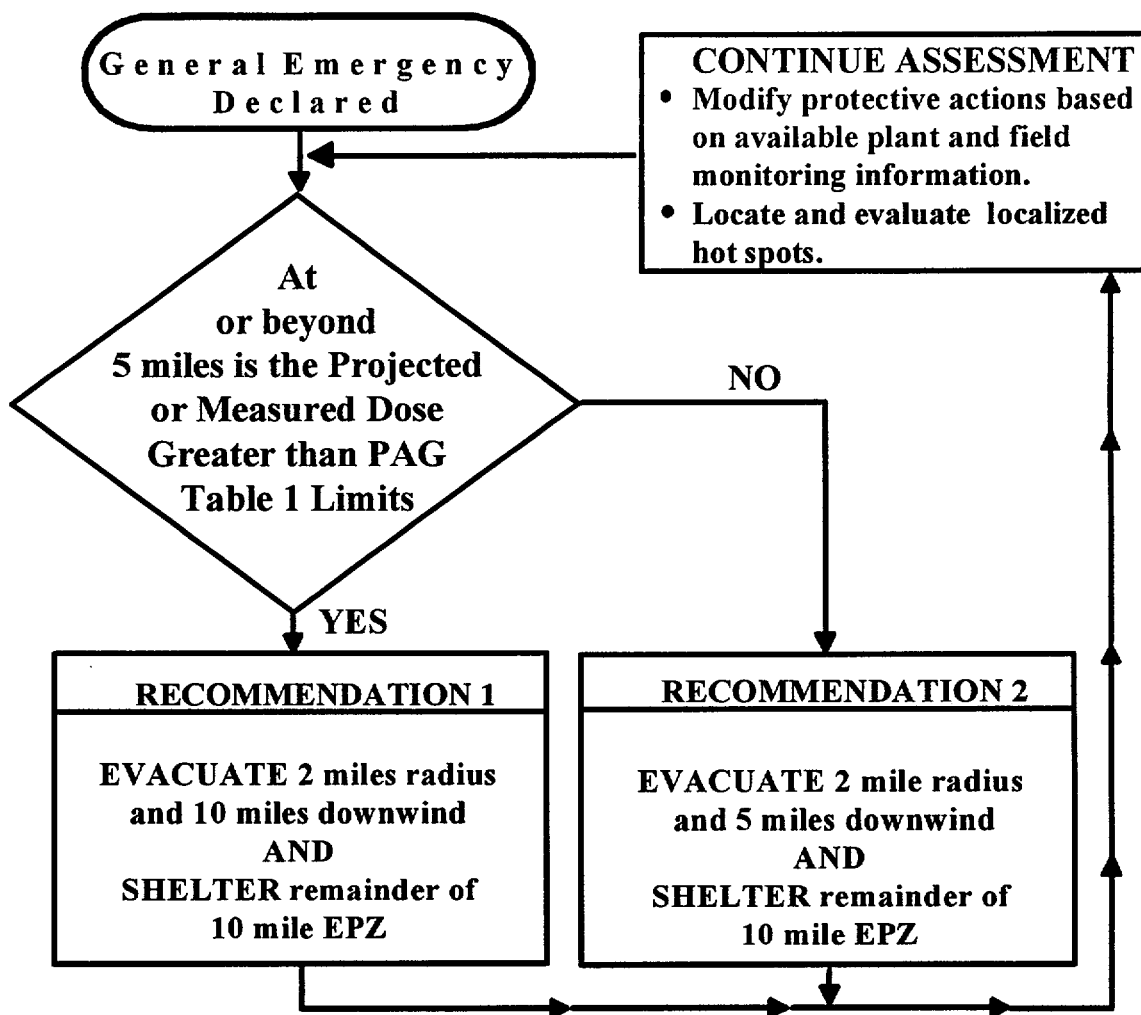 General Emergency
Declared
CONTINUE ASSESSMENT
• Modify protective actions based
on available plant and field
monitoring information.
• Locate and evaluate localized
hot spots.
At
or beyond
5 miles is the Projected
or Measured Dose
Greater than PAG
Table 1 Limits
NO
YES
RECOMMENDATION 1
EVACUATE 2 miles radius
and 10 miles downwind
AND
SHELTER remainder of
10 mile EPZ
RECOMMENDATION 2
EVACUATE 2 mile radius
and 5 miles downwind
AND
SHELTER remainder of
10 mile EPZ